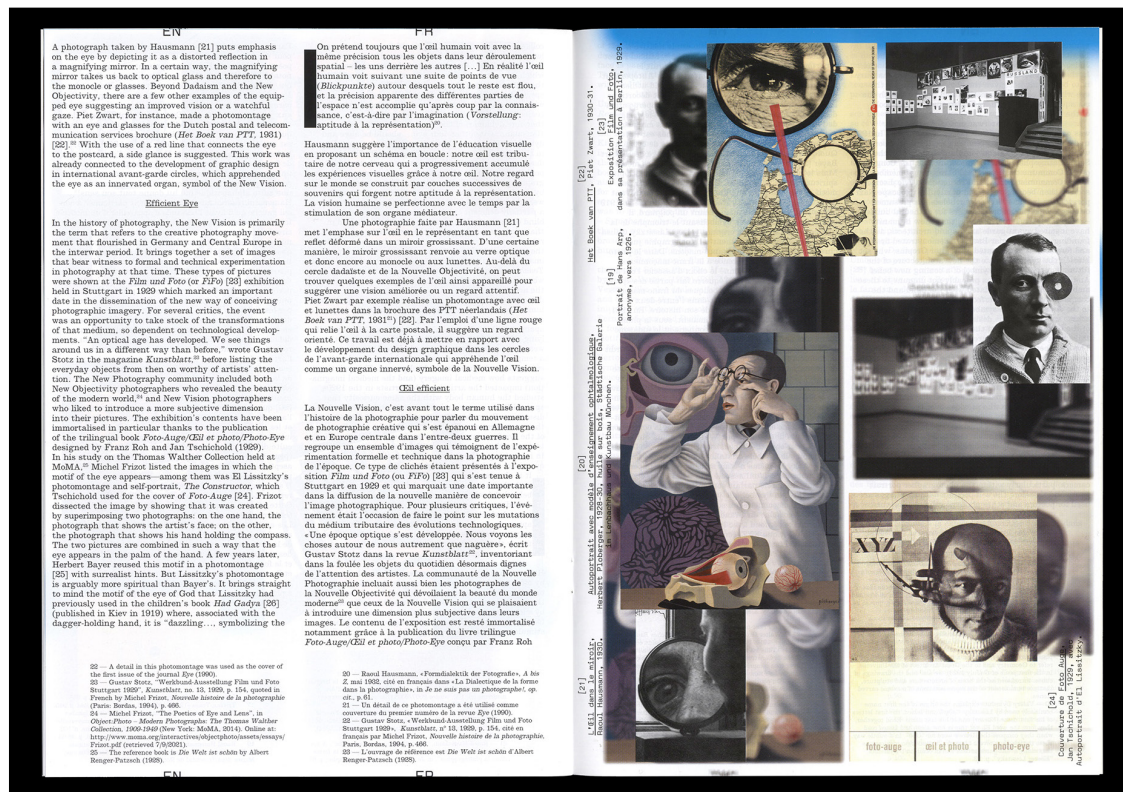 EN
A photograph taken by Hausmann [21] puts emphasis
on the eye by depicting it as a distorted reflection in
a magnifying mirror. In a certain way, the magnifying
mirror takes us back to optical glass and therefore to
the monocle or glasses. Beyond Dadaism and the New
Objectivity, there are a few other examples of the equip-
ped eye suggesting an improved vision or a watchful
gaze. Piet Zwart, for instance, made a photomontage
with an eye and glasses for the Dutch postal and telecom-
munication services brochure (Het Boek van PTT, 1931)
[22].²² With the use of a red line that connects the eye
to the postcard, a side glance is suggested. This work was
already connected to the development of graphic design
in international avant-garde circles, which apprehended
the eye as an innervated organ, symbol of the New Vision.
Efficient Eye
In the history of photography, the New Vision is primarily
the term that refers to the creative photography move-
ment that flourished in Germany and Central Europe in
the interwar period. It brings together a set of images
that bear witness to formal and technical experimentation
in photography at that time. These types of pictures
were shown at the Film und Foto (or FiFo) [23] exhibition
held in Stuttgart in 1929 which marked an important
date in the dissemination of the new way of conceiving
photographic imagery. For several critics, the event
was an opportunity to take stock of the transformations
of that medium, so dependent on technological develop-
ments. “An optical age has developed. We see things
around us in a different way than before,” wrote Gustav
Stotz in the magazine Kunstblatt,²³ before listing the
everyday objects from then on worthy of artists’ atten-
tion. The New Photography community included both
New Objectivity photographers who revealed the beauty
of the modern world,²⁴ and New Vision photographers
who liked to introduce a more subjective dimension
into their pictures. The exhibition’s contents have been
immortalised in particular thanks to the publication
of the trilingual book Foto-Auge/Œil et photo/Photo-Eye
designed by Franz Roh and Jan Tschichold (1929).
In his study on the Thomas Walther Collection held at
MoMA,²⁵ Michel Frizot listed the images in which the
motif of the eye appears—among them was El Lissitzky’s
photomontage and self-portrait, The Constructor, which
Tschichold used for the cover of Foto-Auge [24]. Frizot
dissected the image by showing that it was created
by superimposing two photographs: on the one hand, the
photograph that shows the artist’s face; on the other,
the photograph that shows his hand holding the compass.
The two pictures are combined in such a way that the
eye appears in the palm of the hand. A few years later,
Herbert Bayer reused this motif in a photomontage
[25] with surrealist hints. But Lissitzky’s photomontage
is arguably more spiritual than Bayer’s. It brings straight
to mind the motif of the eye of God that Lissitzky had
previously used in the children’s book Had Gadya [26]
(published in Kiev in 1919) where, associated with the
dagger-holding hand, it is “dazzling…, symbolizing the
22 — A detail in this photomontage was used as the cover of
the first issue of the journal Eye (1990).
23 — Gustav Stotz, “Werkbund-Ausstellung Film und Foto
Stuttgart 1929”, Kunstblatt, no. 13, 1929, p. 154, quoted in
French by Michel Frizot, Nouvelle histoire de la photographie
(Paris: Bordas, 1994), p. 466.
24 — Michel Frizot, “The Poetics of Eye and Lens”, in
Object:Photo – Modern Photographs: The Thomas Walther
Collection, 1909-1949 (New York: MoMA, 2014). Online at:
http://www.moma.org/interactives/objectphoto/assets/essays/
Frizot.pdf (retrieved 7/9/2021).
25 — The reference book is Die Welt ist schön by Albert
Renger-Patzsch (1928).
EN
FR
On prétend toujours que l’œil humain voit avec la
même précision tous les objets dans leur déroulement
spatial – les uns derrière les autres […] En réalité l’œil
humain voit suivant une suite de points de vue
(Blickpunkte) autour desquels tout le reste est flou,
et la précision apparente des différentes parties de
l’espace n’est accomplie qu’après coup par la connais-
sance, c’est-à-dire par l’imagination (Vorstellung:
aptitude à la représentation)²⁰.
Hausmann suggère l’importance de l’éducation visuelle
en proposant un schéma en boucle: notre œil est tribu-
taire de notre cerveau qui a progressivement accumulé
les expériences visuelles grâce à notre œil. Notre regard
sur le monde se construit par couches successives de
souvenirs qui forgent notre aptitude à la représentation.
La vision humaine se perfectionne avec le temps par la
stimulation de son organe médiateur.
Une photographie faite par Hausmann [21]
met l’emphase sur l’œil en le représentant en tant que
reflet déformé dans un miroir grossissant. D’une certaine
manière, le miroir grossissant renvoie au verre optique
et donc encore au monocle ou aux lunettes. Au-delà du
cercle dadaïste et de la Nouvelle Objectivité, on peut
trouver quelques exemples de l’œil ainsi appareillé pour
suggérer une vision améliorée ou un regard attentif.
Piet Zwart par exemple réalise un photomontage avec œil
et lunettes dans la brochure des PTT néerlandais (Het
Boek van PTT, 1931²¹) [22]. Par l’emploi d’un ligne rouge
qui relie l’œil à la carte postale, il suggère un regard
orienté. Ce travail est déjà à mettre en rapport avec
le développement du design graphique dans les cercles
de l’avant-garde internationale qui appréhende l’œil
comme un organe innervé, symbole de la Nouvelle Vision.
Œil efficient
La Nouvelle Vision, c’est avant tout le terme utilisé dans
l’histoire de la photographie pour parler du mouvement
de photographie créative qui s’est épanoui en Allemagne
et en Europe centrale dans l’entre-deux guerres. Il
regroupe un ensemble d’images qui témoignent de l’expé-
rimentation formelle et technique dans la photographie
de l’époque. Ce type de clichés étaient présentés à l’expo-
sition Film und Foto (ou FiFo) [23] qui s’est tenue à
Stuttgart en 1929 et qui marquait une date importante
dans la diffusion de la nouvelle manière de concevoir
l’image photographique. Pour plusieurs critiques, l’évé-
nement était l’occasion de faire le point sur les mutations
du médium tributaire des évolutions technologiques.
«Une époque optique s’est développée. Nous voyons les
choses autour de nous autrement que naguère», écrit
Gustav Stotz dans la revue Kunstblatt²², inventoriant
dans la foulée les objets du quotidien désormais dignes
de l’attention des artistes. La communauté de la Nouvelle
Photographie incluait aussi bien les photographes de
la Nouvelle Objectivité qui dévoilaient la beauté du monde
moderne²³ que ceux de la Nouvelle Vision qui se plaisaient
à introduire une dimension plus subjective dans leurs
images. Le contenu de l’exposition est resté immortalisé
notamment grâce à la publication du livre trilingue
Foto-Auge/Œil et photo/Photo-Eye conçu par Franz Roh
20 — Raoul Hausmann, «Formdialektik der Fotografie», A bis
Z, mai 1932, cité en français dans «La Dialectique de la forme
dans la photographie», in Je ne suis pas un photographe!, op.
cit., p. 61.
21 — Un détail de ce photomontage a été utilisé comme
couverture du premier numéro de la revue Eye (1990).
22 — Gustav Stotz, «Werkbund-Ausstellung Film und Foto
Stuttgart 1929», Kunstblatt, n° 13, 1929, p. 154, cité en
français par Michel Frizot, Nouvelle histoire de la photographie,
Paris, Bordas, 1994, p. 466.
23 — L’ouvrage de référence est Die Welt ist schön d’Albert
Renger-Patzsch (1928).
FR
[22]
Het Boek van PTT, Piet Zwart, 1930-31.
[23]
Exposition Film und Foto,
dans sa présentation à Berlin, 1929.
[19]
Portrait de Hans Arp,
anonyme, vers 1926.
[20]
Autoportrait avec modèle d’enseignement ophtalmologique,
Herbert Ploberger, 1928-30, huile sur bois, Städtische Galerie
im Lenbachhaus und Kunstbau München.
[21]
L’Œil dans le miroir,
Raoul Hausmann, 1930.
RUSSLAND
XYZ
[24]
Couverture de Foto Auge,
Jan Tschichold, 1929, avec
Autoportrait d’El Lissitzky.
foto-auge
œil et photo
photo-eye